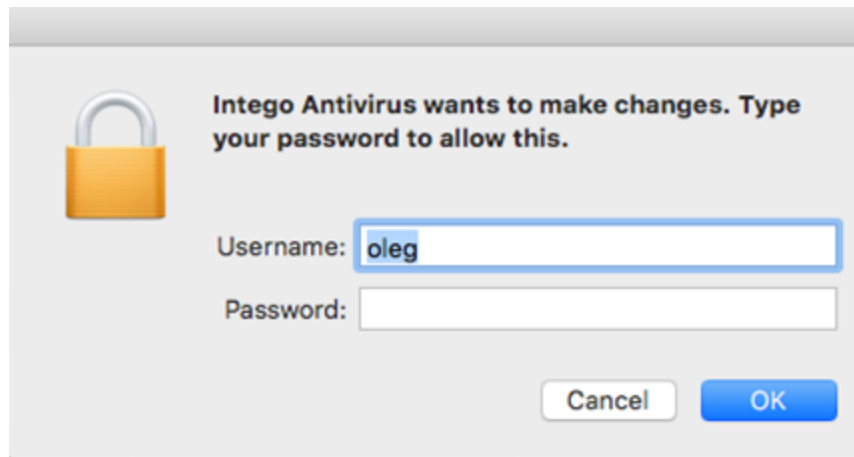 Intego Antivirus wants to make changes. Type
your password to allow this.
Username: oleg
Password:
Cancel OK